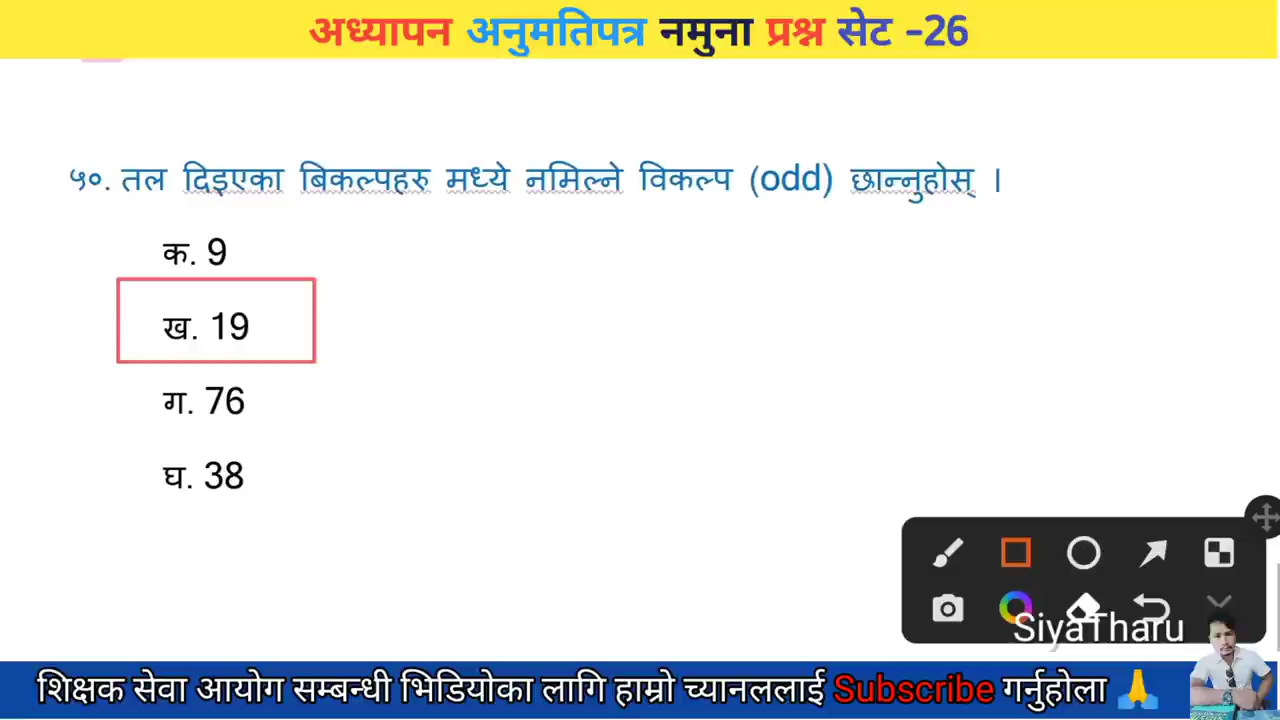 अध्यापन अनुमतिपत्र नमुना प्रश्न सेट -26
५०. तल दिइएका बिकल्पहरु मध्ये नमिल्ने विकल्प (odd) छान्नुहोस् ।
क. 9
ख. 19
ग. 76
घ. 38
SiyaTharu
शिक्षक सेवा आयोग सम्बन्धी भिडियोका लागि हाम्रो च्यानललाई Subscribe गर्नुहोला 🙏